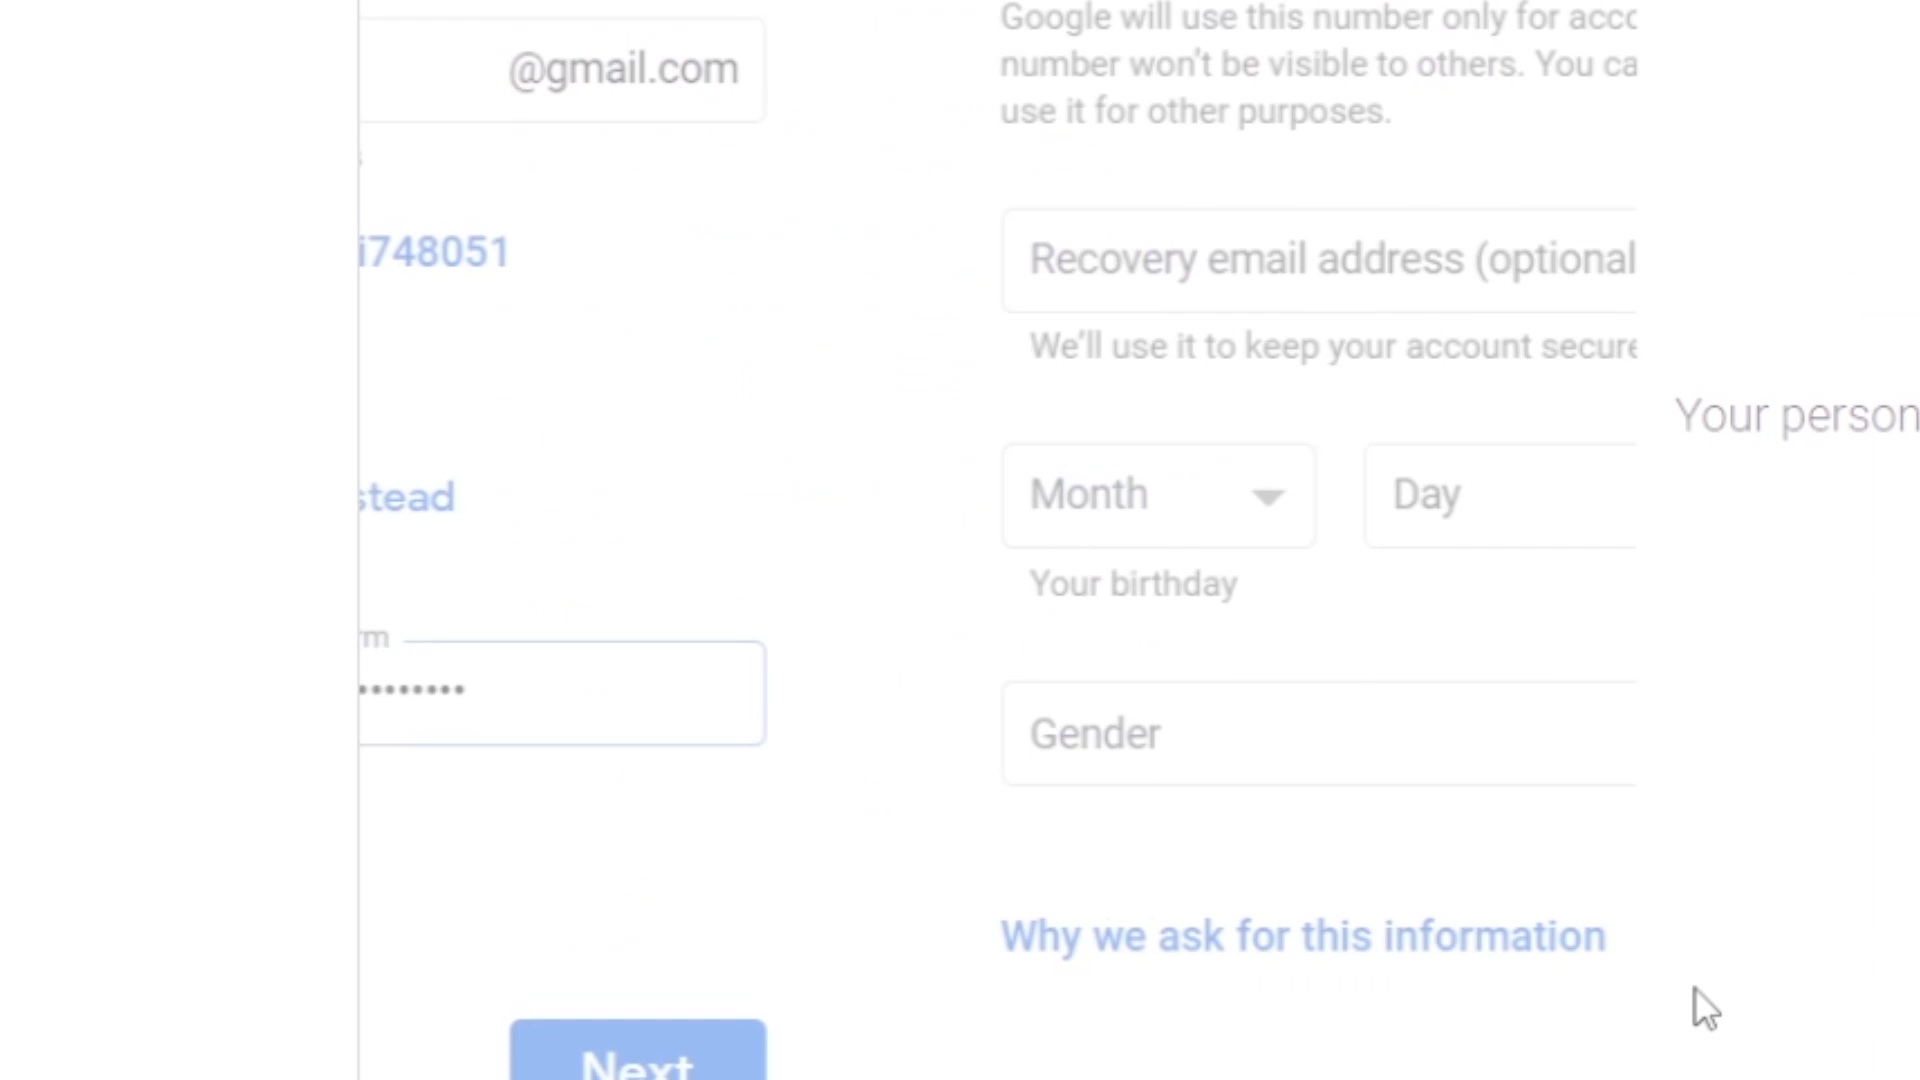 @gmail.com
i748051
stead
rm
Next
Google will use this number only for acco
number won't be visible to others. You ca
use it for other purposes.
Recovery email address (optional
We'll use it to keep your account secure
Month
Day
Your birthday
Gender
Why we ask for this information
Your person